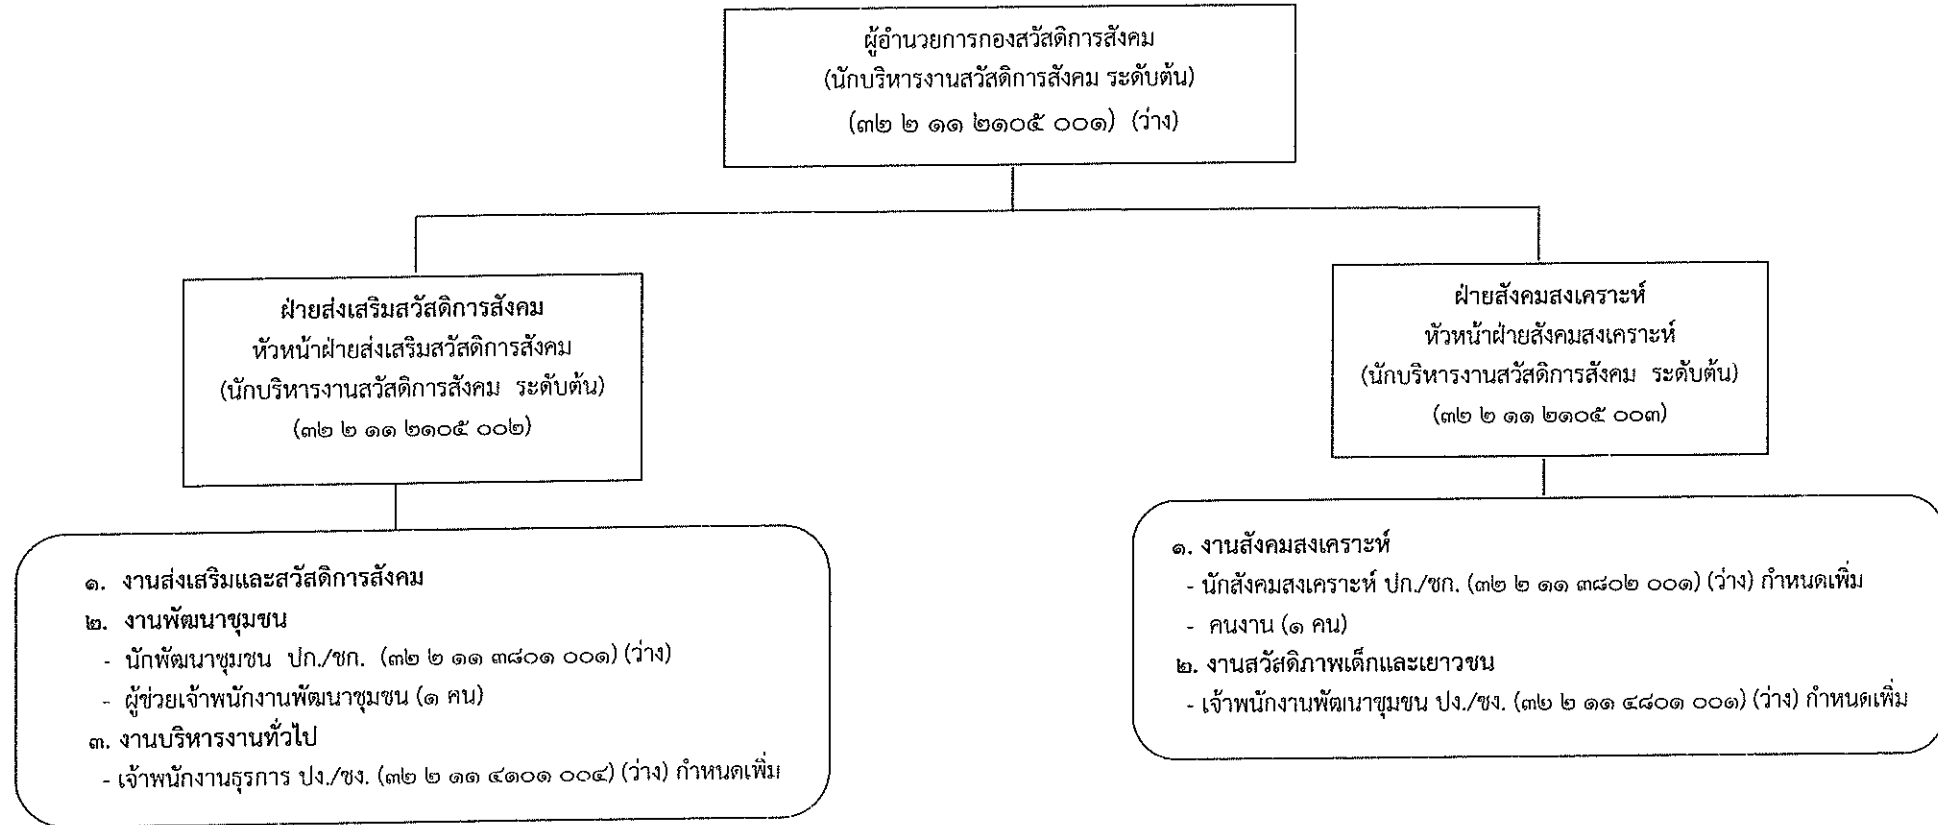 ผู้อำนวยการกองสวัสดิการสังคม
(นักบริหารงานสวัสดิการสังคม ระดับต้น)
(๓๒ ๒ ๑๑ ๒๑๐๕ ๐๐๑) (ว่าง)
ฝ่ายส่งเสริมสวัสดิการสังคม
หัวหน้าฝ่ายส่งเสริมสวัสดิการสังคม
(นักบริหารงานสวัสดิการสังคม ระดับต้น)
(๓๒ ๒ ๑๑ ๒๑๐๕ ๐๐๒)
ฝ่ายสังคมสงเคราะห์
หัวหน้าฝ่ายสังคมสงเคราะห์
(นักบริหารงานสวัสดิการสังคม ระดับต้น)
(๓๒ ๒ ๑๑ ๒๑๐๕ ๐๐๓)
๑. งานส่งเสริมและสวัสดิการสังคม
๒. งานพัฒนาชุมชน
- นักพัฒนาชุมชน ปก./ชก. (๓๒ ๒ ๑๑ ๓๘๐๑ ๐๐๑) (ว่าง)
- ผู้ช่วยเจ้าพนักงานพัฒนาชุมชน (๑ คน)
๓. งานบริหารงานทั่วไป
- เจ้าพนักงานธุรการ ปง./ชง. (๓๒ ๒ ๑๑ ๔๑๐๑ ๐๐๔) (ว่าง) กำหนดเพิ่ม
๑. งานสังคมสงเคราะห์
- นักสังคมสงเคราะห์ ปก./ชก. (๓๒ ๒ ๑๑ ๓๘๐๒ ๐๐๑) (ว่าง) กำหนดเพิ่ม
- คนงาน (๑ คน)
๒. งานสวัสดิภาพเด็กและเยาวชน
- เจ้าพนักงานพัฒนาชุมชน ปง./ชง. (๓๒ ๒ ๑๑ ๔๘๐๑ ๐๐๑) (ว่าง) กำหนดเพิ่ม